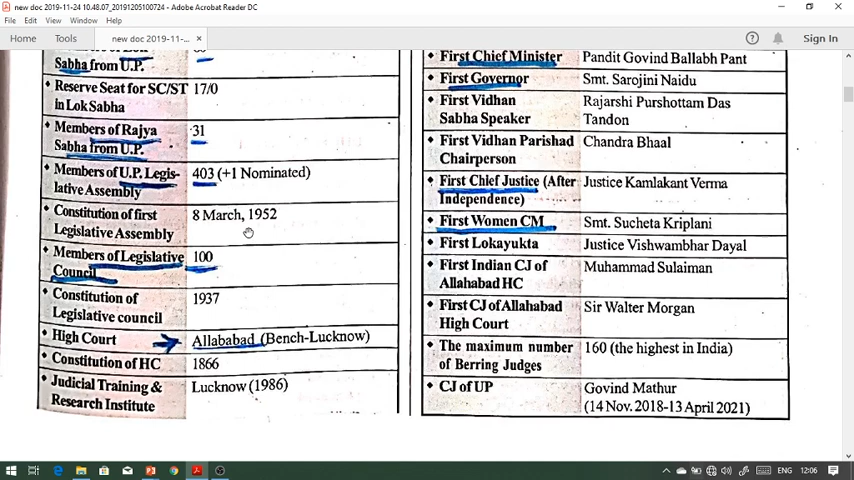 new doc 2019-11-24 10.48.07_20191205100724 - Adobe Acrobat Reader DC
File Edit View Window Help
Home Tools new doc 2019-11-... × Sign In
Sabha from U.P.
Reserve Seat for SC/ST 17/0
in Lok Sabha
Members of Rajya 31
Sabha from U.P.
Members of U.P. Legis- 403 (+1 Nominated)
lative Assembly
Constitution of first 8 March, 1952
Legislative Assembly
Members of Legislative 100
Council
Constitution of 1937
Legislative council
High Court Allababad (Bench-Lucknow)
Constitution of HC 1866
Judicial Training & Lucknow (1986)
Research Institute
First Chief Minister Pandit Govind Ballabh Pant
First Governor Smt. Sarojini Naidu
First Vidhan Rajarshi Purshottam Das
Sabha Speaker Tandon
First Vidhan Parishad Chandra Bhaal
Chairperson
First Chief Justice (After Justice Kamlakant Verma
Independence)
First Women CM Smt. Sucheta Kriplani
First Lokayukta Justice Vishwambhar Dayal
First Indian CJ of Muhammad Sulaiman
Allahabad HC
First CJ of Allahabad Sir Walter Morgan
High Court
The maximum number 160 (the highest in India)
of Berring Judges
CJ of UP Govind Mathur
(14 Nov. 2018-13 April 2021)
ENG 12:06